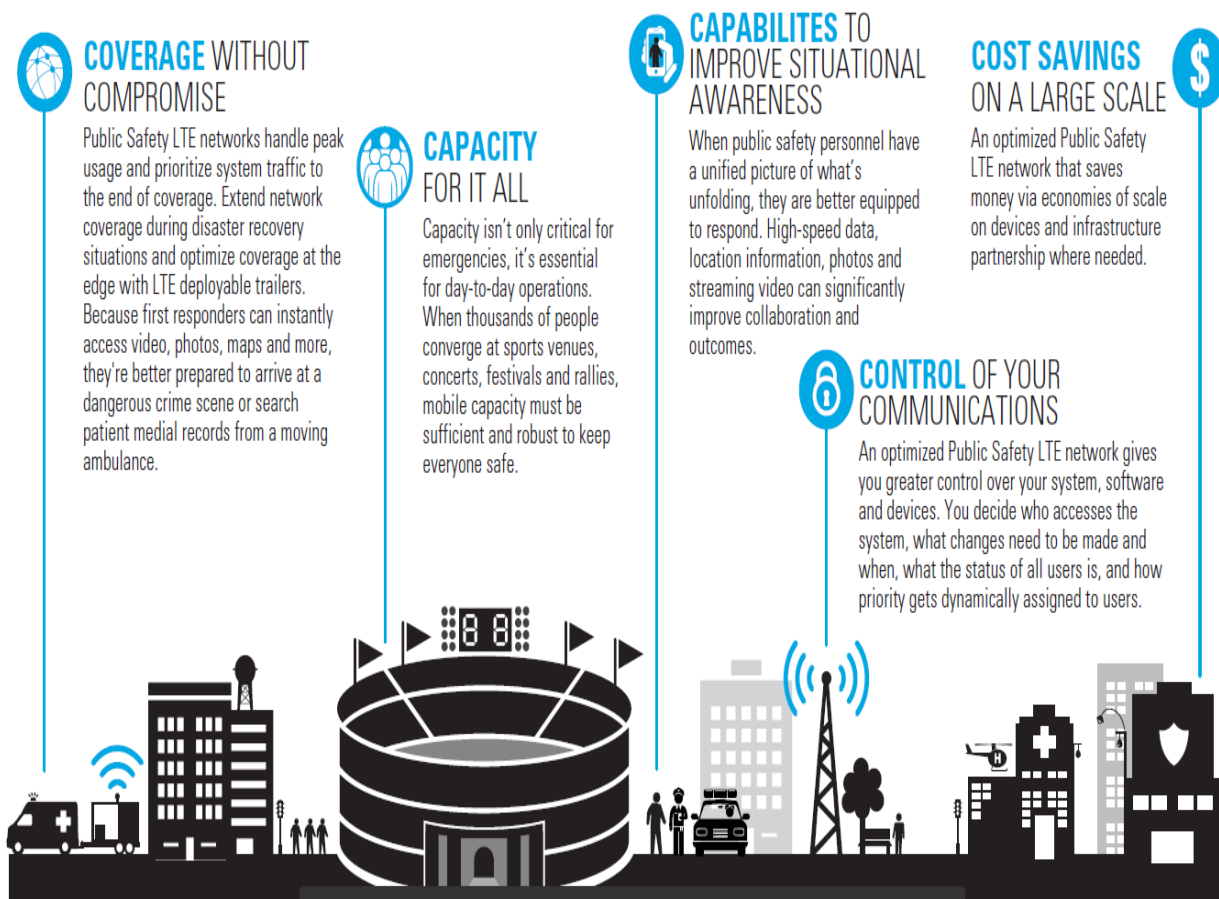 COVERAGE WITHOUT
COMPROMISE
Public Safety LTE networks handle peak
usage and prioritize system traffic to
the end of coverage. Extend network
coverage during disaster recovery
situations and optimize coverage at the
edge with LTE deployable trailers.
Because first responders can instantly
access video, photos, maps and more,
they're better prepared to arrive at a
dangerous crime scene or search
patient medial records from a moving
ambulance.
CAPACITY
FOR IT ALL
Capacity isn't only critical for
emergencies, it's essential
for day-to-day operations.
When thousands of people
converge at sports venues,
concerts, festivals and rallies,
mobile capacity must be
sufficient and robust to keep
everyone safe.
CAPABILITES TO
IMPROVE SITUATIONAL
AWARENESS
When public safety personnel have
a unified picture of what's
unfolding, they are better equipped
to respond. High-speed data,
location information, photos and
streaming video can significantly
improve collaboration and
outcomes.
COST SAVINGS
ON A LARGE SCALE
An optimized Public Safety
LTE network that saves
money via economies of scale
on devices and infrastructure
partnership where needed.
$
CONTROL OF YOUR
COMMUNICATIONS
An optimized Public Safety LTE network gives
you greater control over your system, software
and devices. You decide who accesses the
system, what changes need to be made and
when, what the status of all users is, and how
priority gets dynamically assigned to users.
88
H